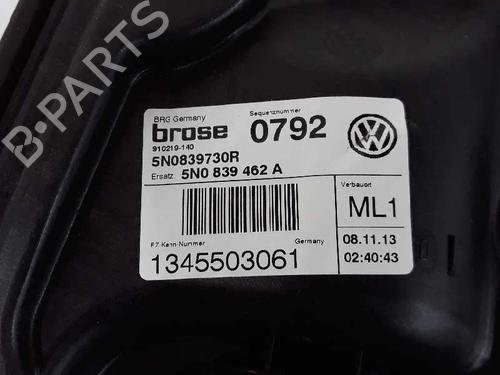 B-PARTS
BRG Germany
Sequenznummer
brose 0792
910219-140
5N0839730R
Ersatz: 5N0 839 462 A
Verbauort
ML1
FZ-Kenn-Nummer Germany
08.11.13
1345503061
02:40:43